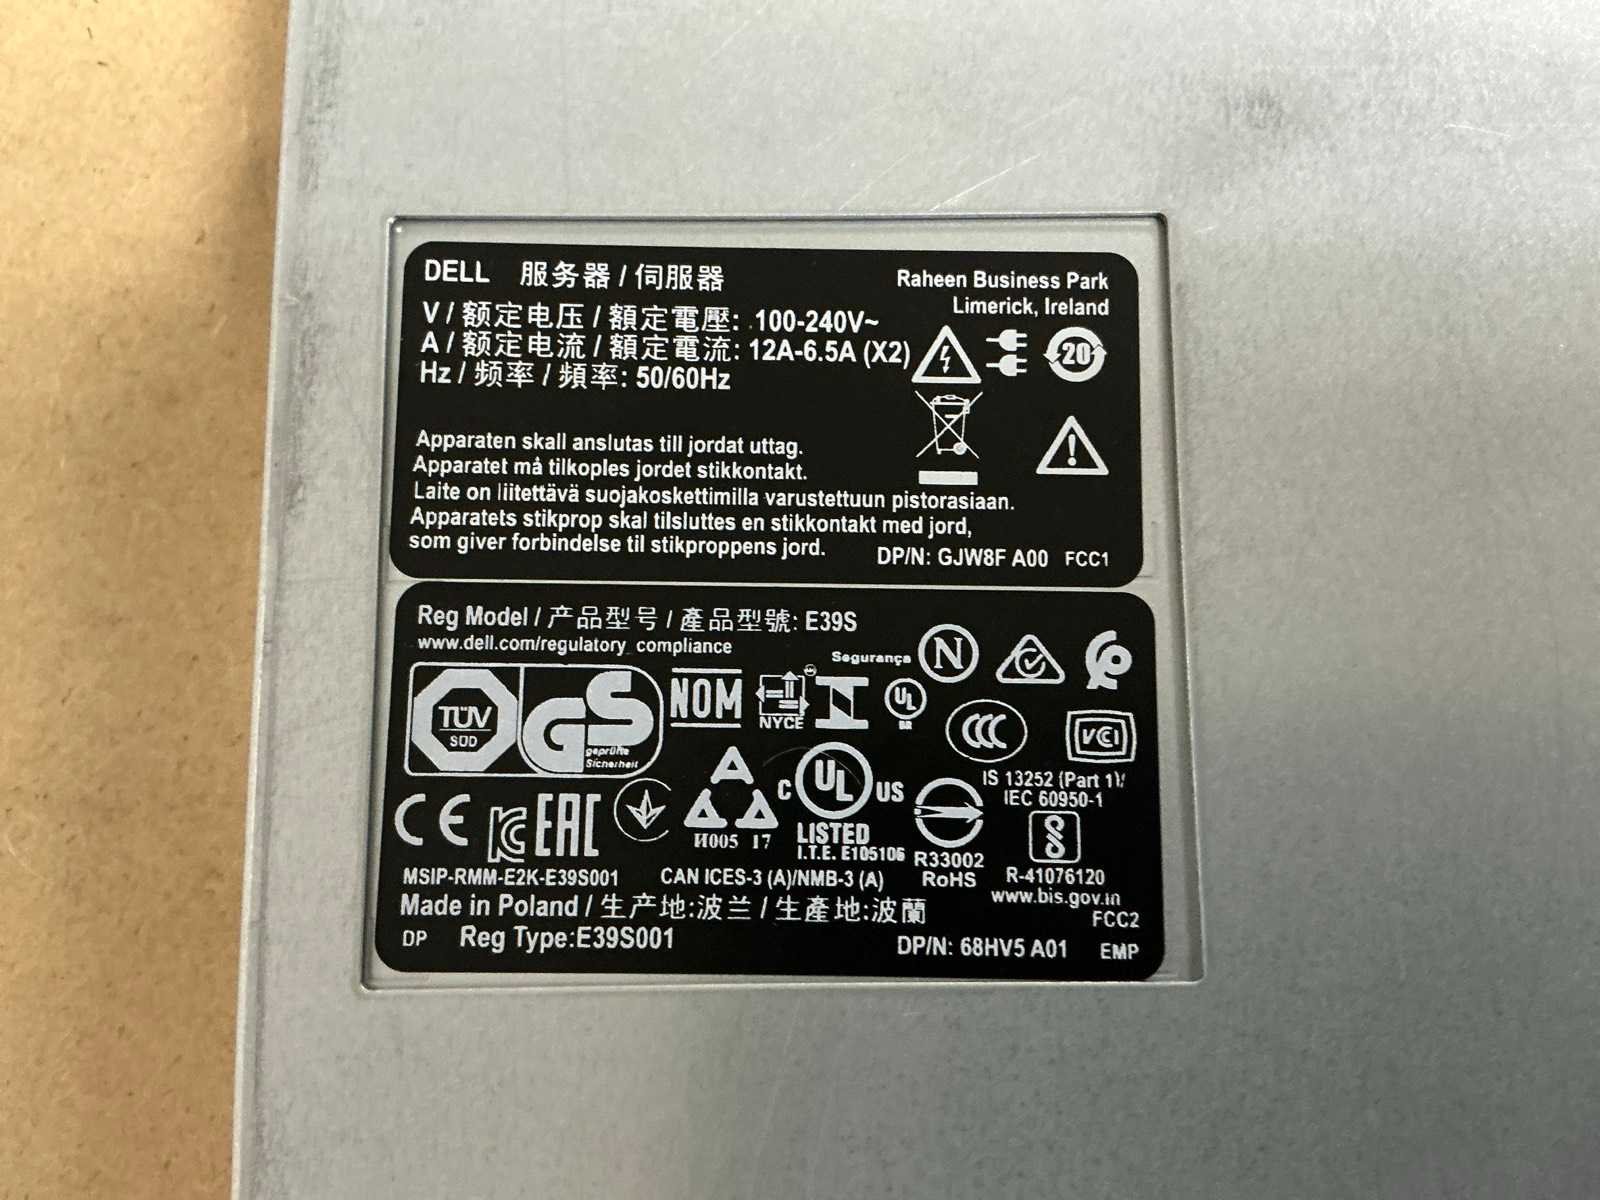 DELL 服务器 / 伺服器
Raheen Business Park
Limerick, Ireland
V / 额定电压 / 額定電壓: 100-240V~
A / 额定电流 / 額定電流: 12A-6.5A (X2)
Hz / 频率 / 頻率: 50/60Hz
20
Apparaten skall anslutas till jordat uttag.
Apparatet må tilkoples jordet stikkontakt.
Laite on liitettävä suojakoskettimilla varustettuun pistorasiaan.
Apparatets stikprop skal tilsluttes en stikkontakt med jord,
som giver forbindelse til stikproppens jord.
DP/N: GJW8F A00 FCC1
Reg Model / 产品型号 / 產品型號: E39S
www.dell.com/regulatory_compliance
Segurança
N
TÜV
SÜD
GS
geprüfte
Sicherheit
NOM
NYCE
UL
BR
CCC
VCCI
IS 13252 (Part 1)/
IEC 60950-1
CE
EAC
И005 17
C UL US
LISTED
I.T.E. E105106
R33002
RoHS
R-41076120
www.bis.gov.in
MSIP-RMM-E2K-E39S001
CAN ICES-3 (A)/NMB-3 (A)
Made in Poland / 生产地:波兰 / 生產地:波蘭
FCC2
DP Reg Type:E39S001
DP/N: 68HV5 A01 EMP